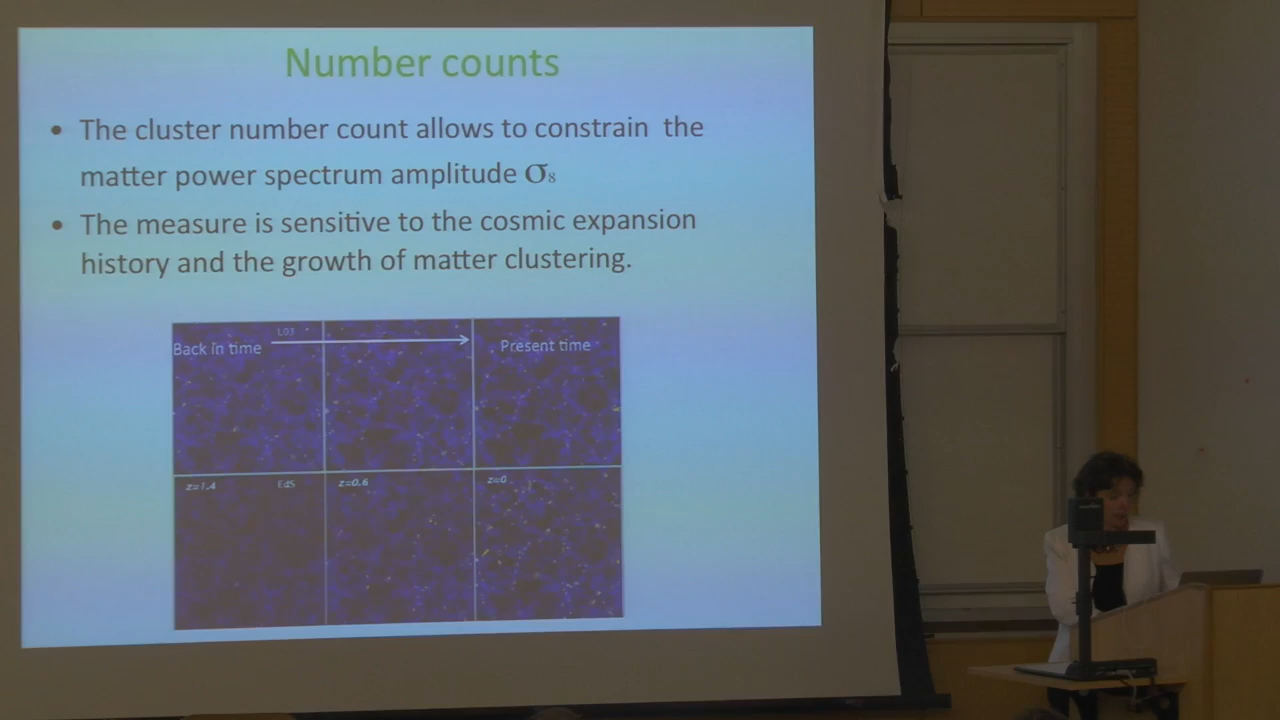 Number counts
• The cluster number count allows to constrain the
matter power spectrum amplitude σ8
• The measure is sensitive to the cosmic expansion
history and the growth of matter clustering.
L03
Back in time
Present time
z=1.4 EdS z=0.6 z=0